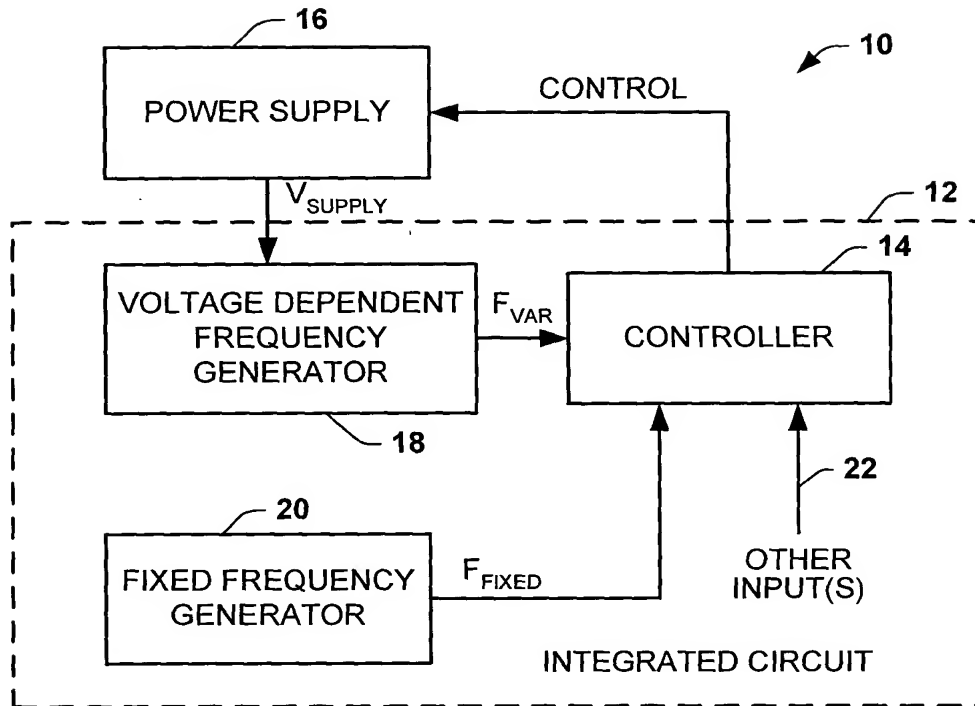 16
10
POWER SUPPLY
CONTROL
V_SUPPLY
12
14
VOLTAGE DEPENDENT
FREQUENCY
GENERATOR
F_VAR
CONTROLLER
18
22
20
FIXED FREQUENCY
GENERATOR
F_FIXED
OTHER
INPUT(S)
INTEGRATED CIRCUIT